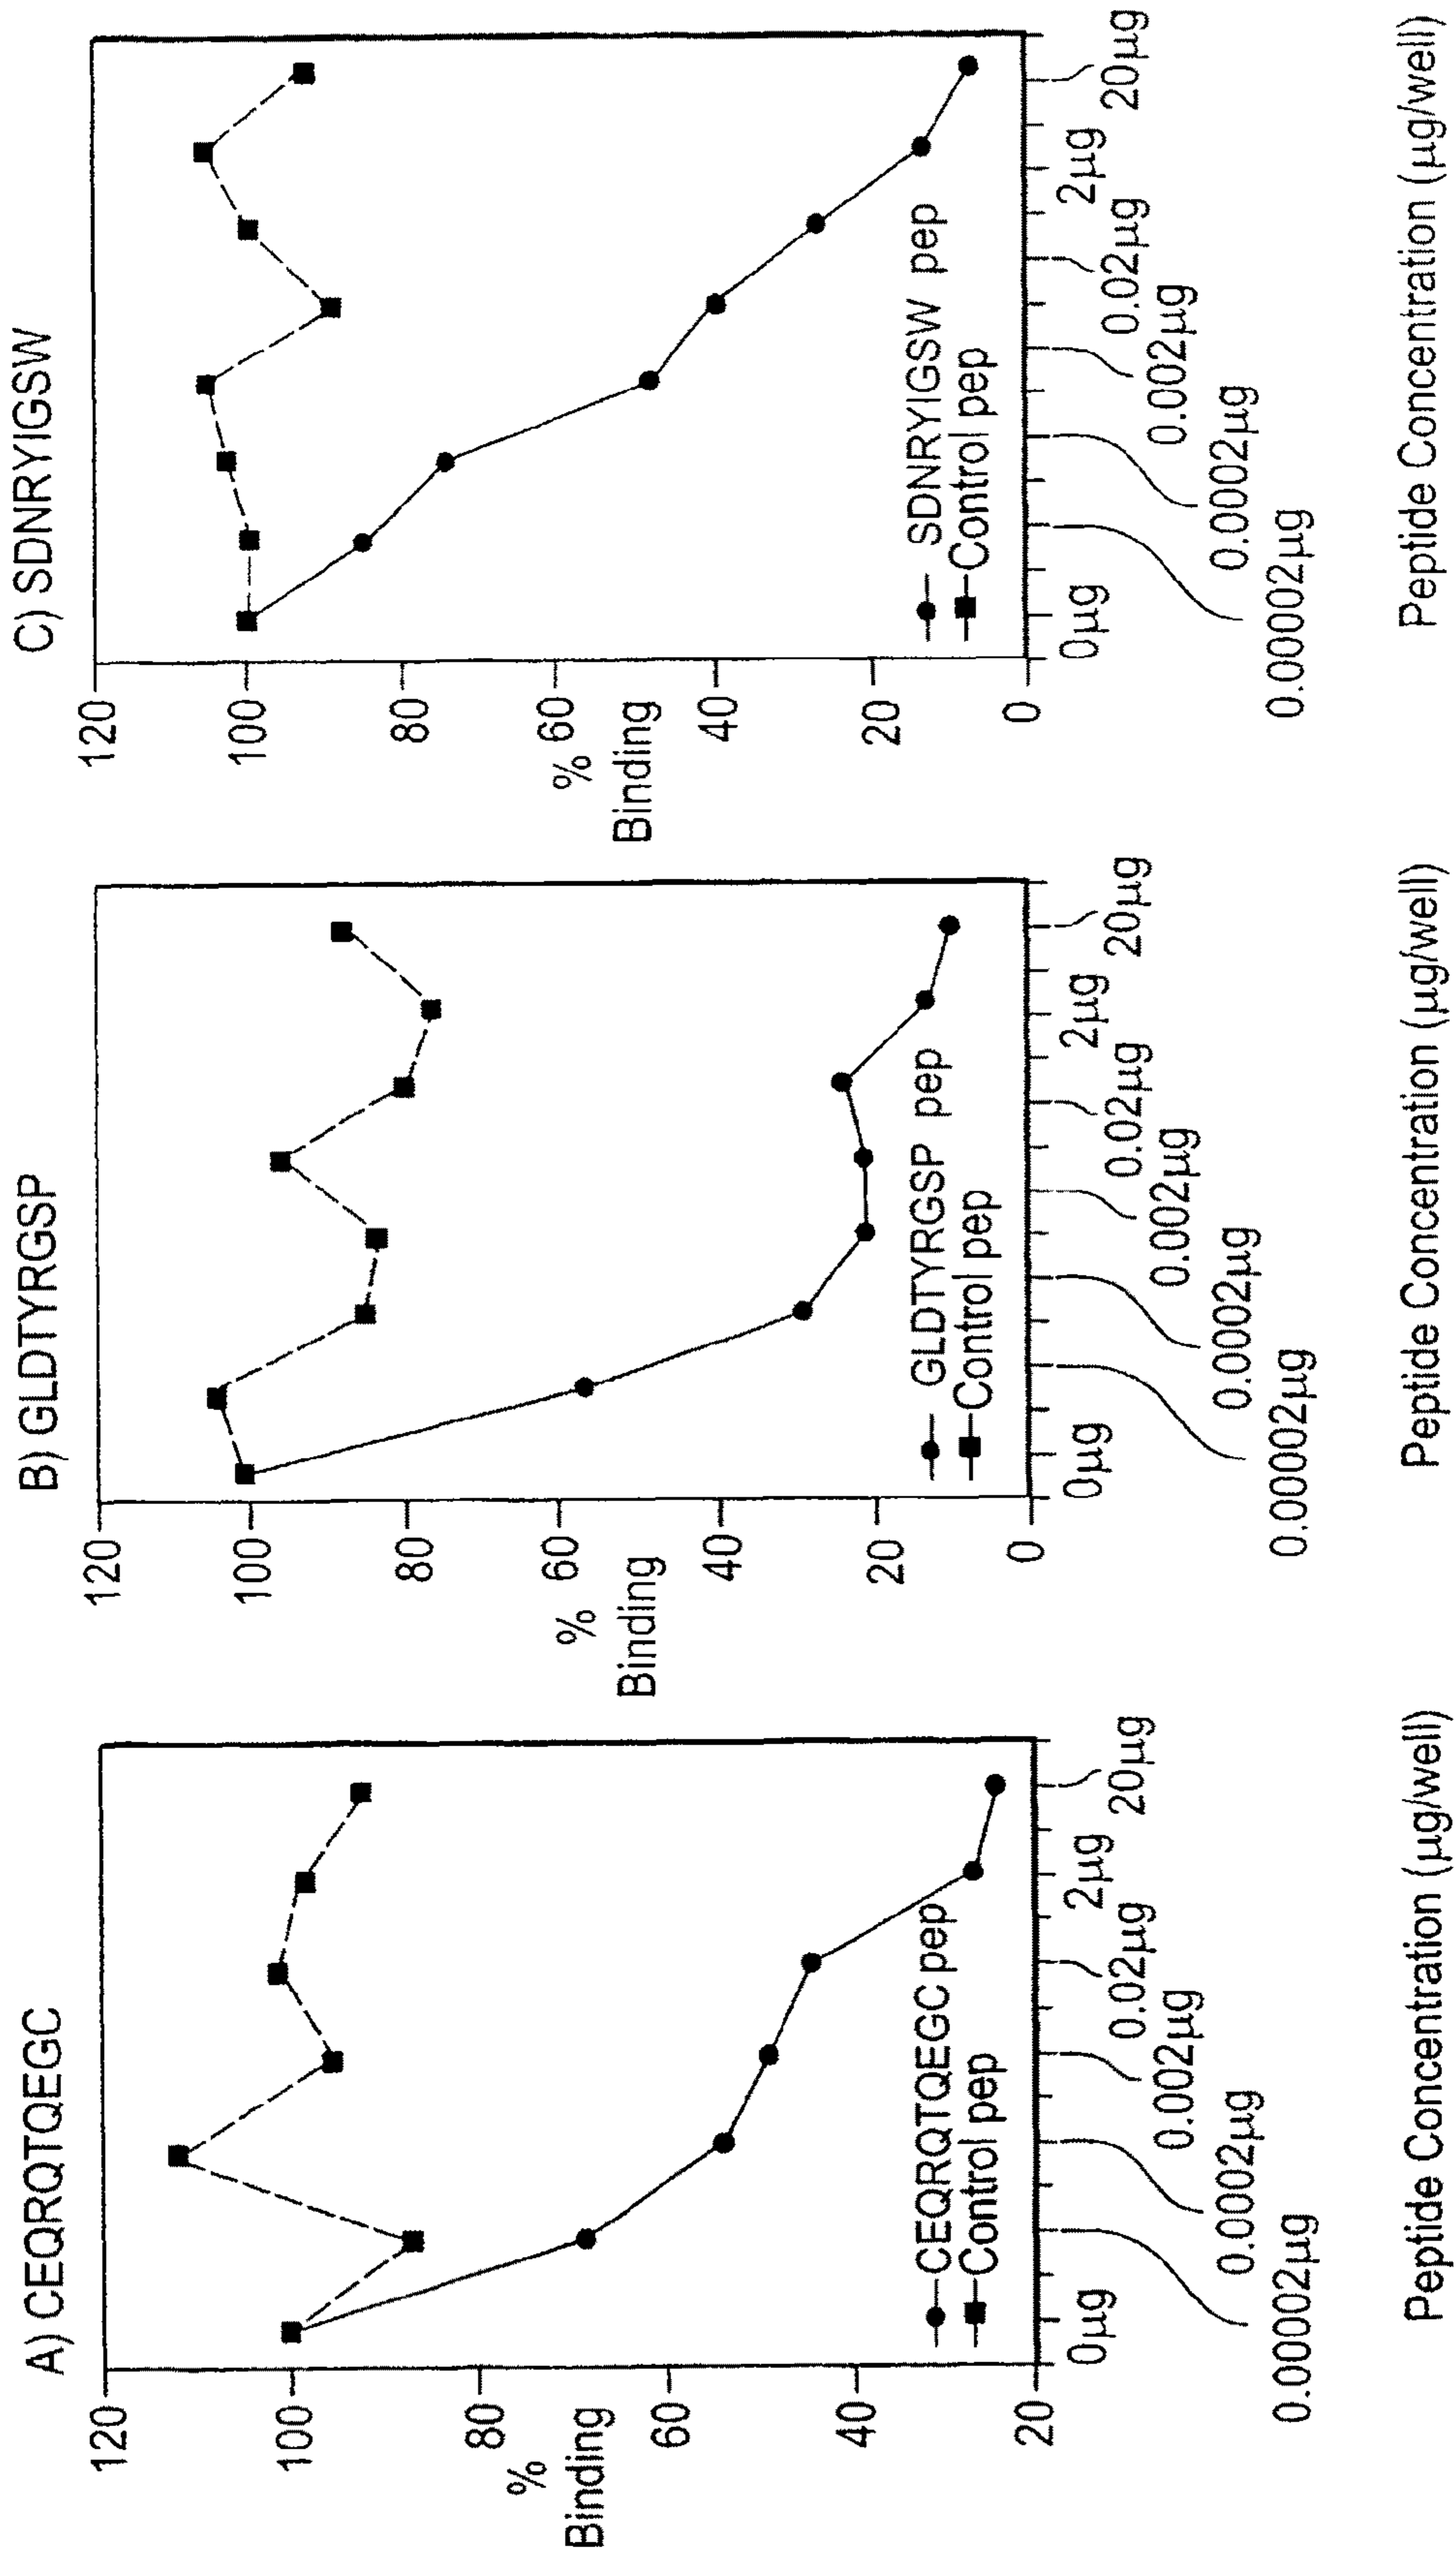 A) CEQRQTQEGC
120
100
80
60
40
20
%
Binding
CEQRQTQEGC pep
Control pep
0µg
0.00002µg
0.0002µg
0.002µg
0.02µg
2µg
20µg
Peptide Concentration (µg/well)
B) GLDTYRGSP
120
100
80
60
40
20
0
%
Binding
GLDTYRGSP pep
Control pep
0µg
0.00002µg
0.0002µg
0.002µg
0.02µg
2µg
20µg
Peptide Concentration (µg/well)
C) SDNRYIGSW
120
100
80
60
40
20
0
%
Binding
SDNRYIGSW pep
Control pep
0µg
0.00002µg
0.0002µg
0.002µg
0.02µg
2µg
20µg
Peptide Concentration (µg/well)